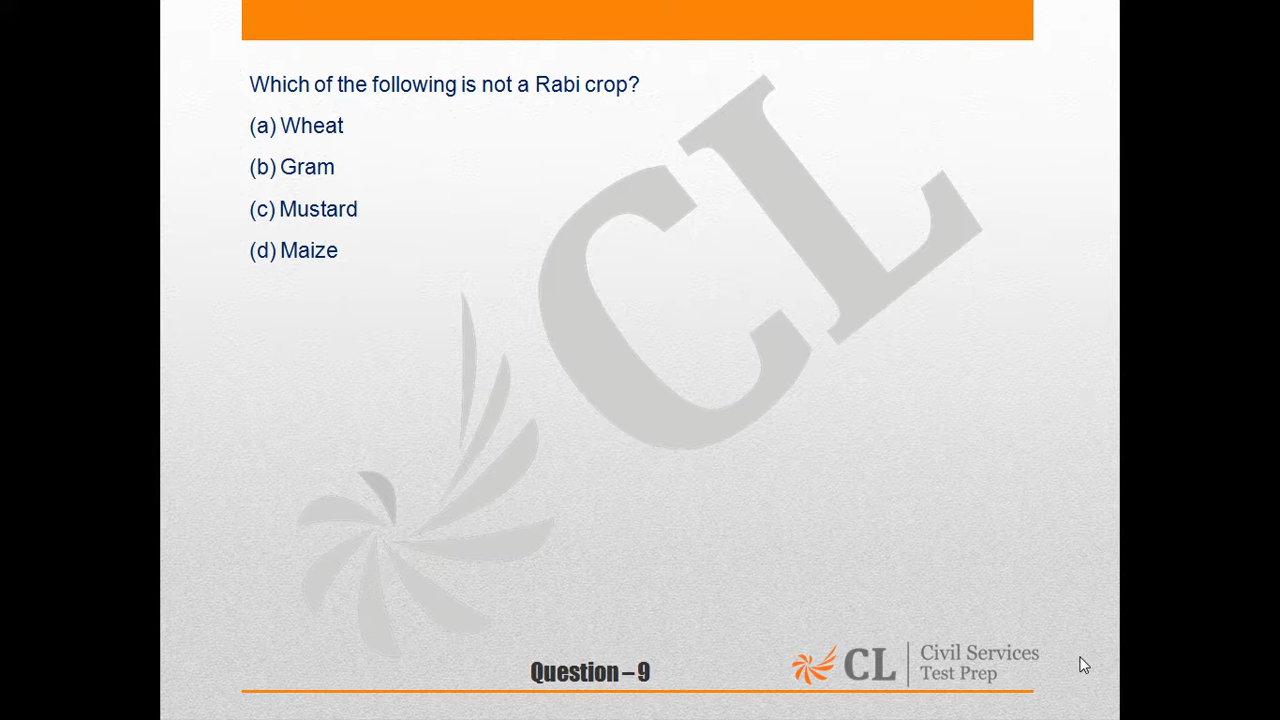 Which of the following is not a Rabi crop?
(a) Wheat
(b) Gram
(c) Mustard
(d) Maize
CL
Question – 9
CL
Civil Services
Test Prep